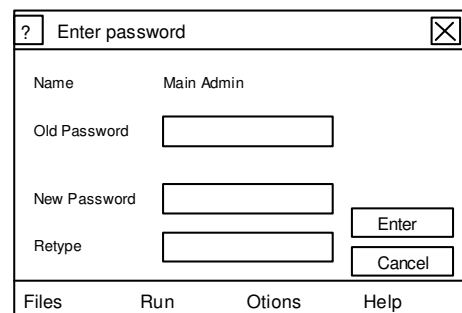 ? Enter password
Name Main Admin
Old Password
New Password
Enter
Retype
Cancel
Files Run Otions Help